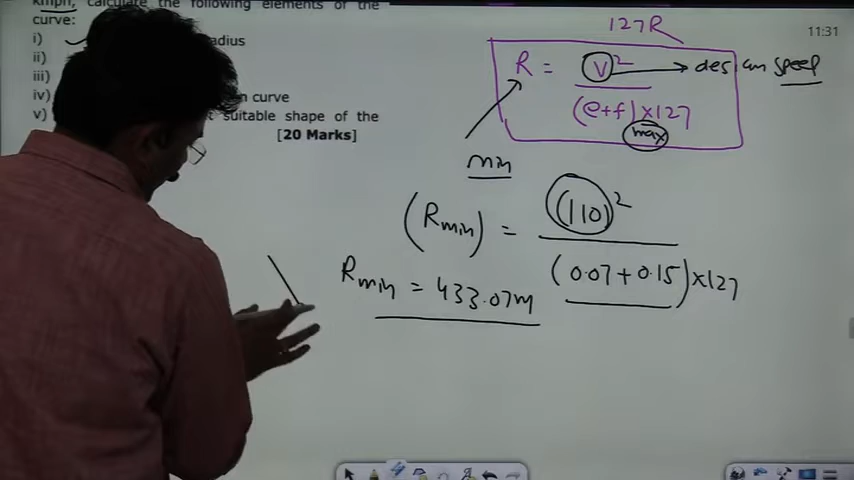 kmph, calculate the following elements of the
curve:
i) radius
ii)
iii)
iv) curve
v) suitable shape of the
[20 Marks]
11:31
127R
R = V² → design speed
(e+f)×127
max
min
(Rmin) = (110)²
(0.07+0.15)×127
Rmin = 433.07m